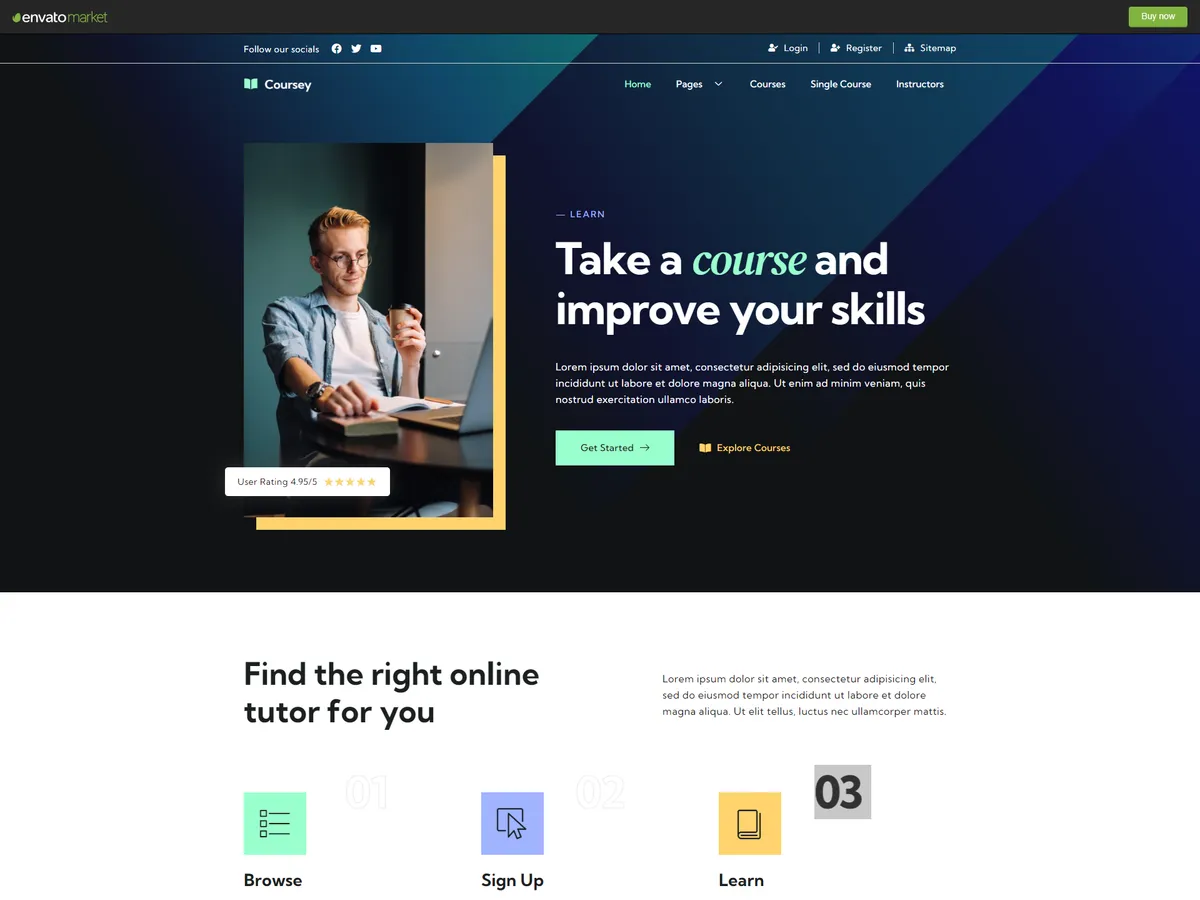 envato market
Buy now
Follow our socials
Login
Register
Sitemap
Coursey
Home
Pages
Courses
Single Course
Instructors
— LEARN
Take a course and
improve your skills
Lorem ipsum dolor sit amet, consectetur adipisicing elit, sed do eiusmod tempor
incididunt ut labore et dolore magna aliqua. Ut enim ad minim veniam, quis
nostrud exercitation ullamco laboris.
Get Started →
Explore Courses
User Rating 4.95/5 ★★★★★
Find the right online
tutor for you
Lorem ipsum dolor sit amet, consectetur adipisicing elit,
sed do eiusmod tempor incididunt ut labore et dolore
magna aliqua. Ut elit tellus, luctus nec ullamcorper mattis.
01
02
03
Browse
Sign Up
Learn